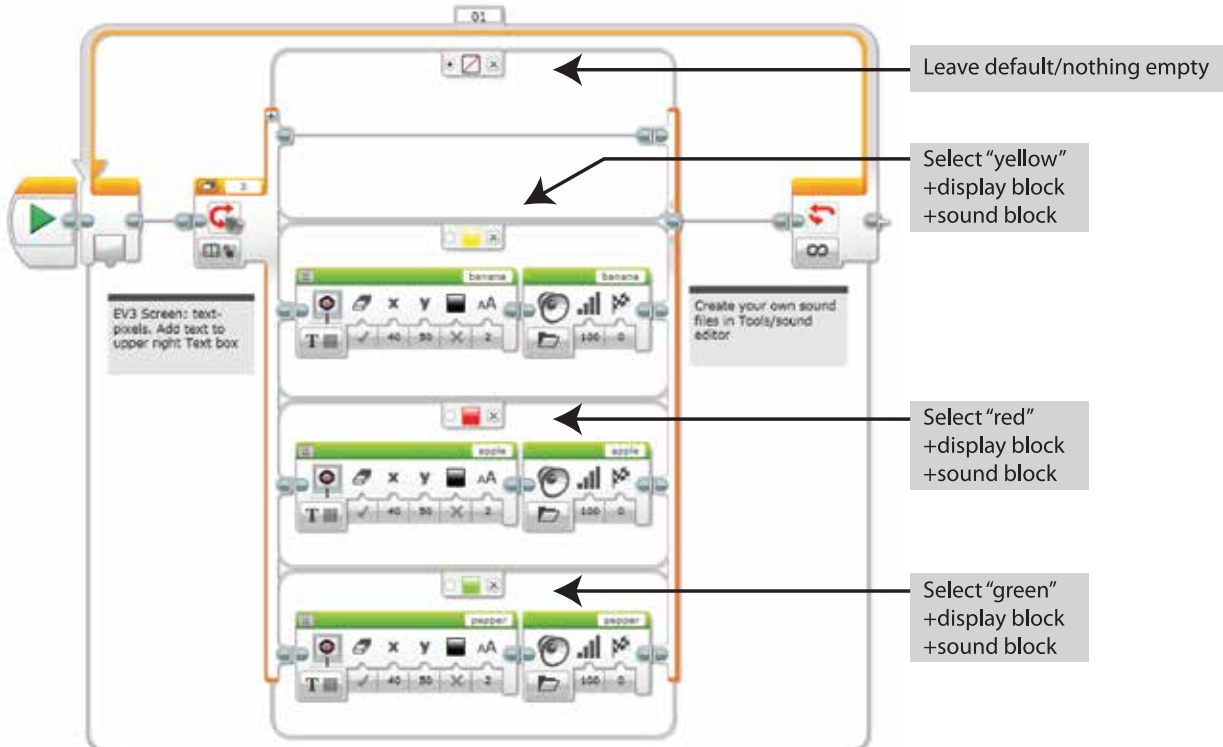 01
Leave default/nothing empty
Select “yellow”
+display block
+sound block
3
banana
banana
x y AA
T 40 50 2
100 0
EV3 Screen: text-
pixels. Add text to
upper right Text box
Create your own sound
files in Tools/sound
editor
Select “red”
+display block
+sound block
apple
apple
x y AA
T 40 50 2
100 0
Select “green”
+display block
+sound block
pepper
pepper
x y AA
T 40 50 2
100 0